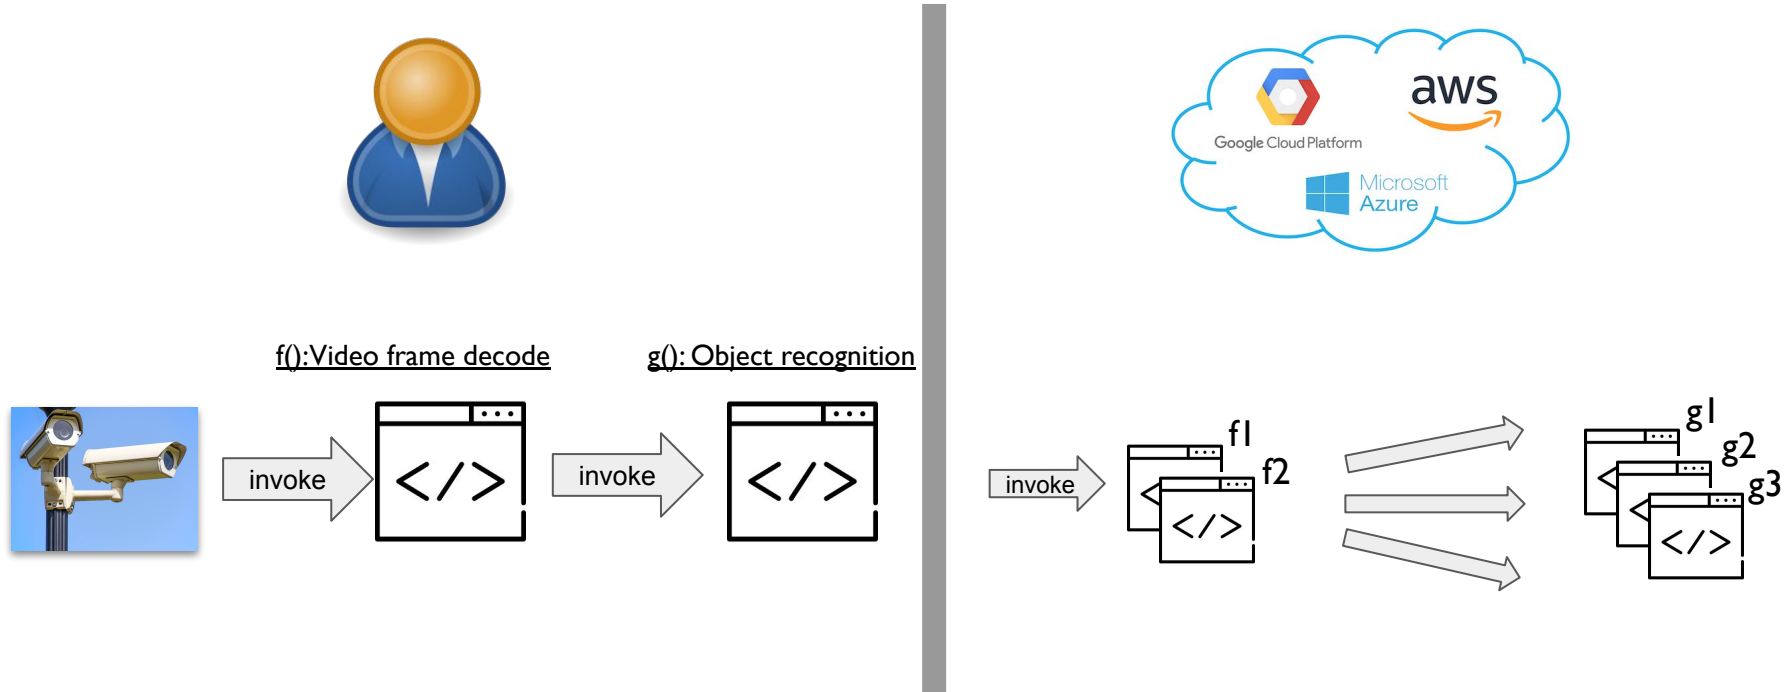 Google Cloud Platform
aws
Microsoft
Azure
f():Video frame decode
g(): Object recognition
invoke
</>
invoke
</>
invoke
f1
f2
</>
g1
g2
g3
</>